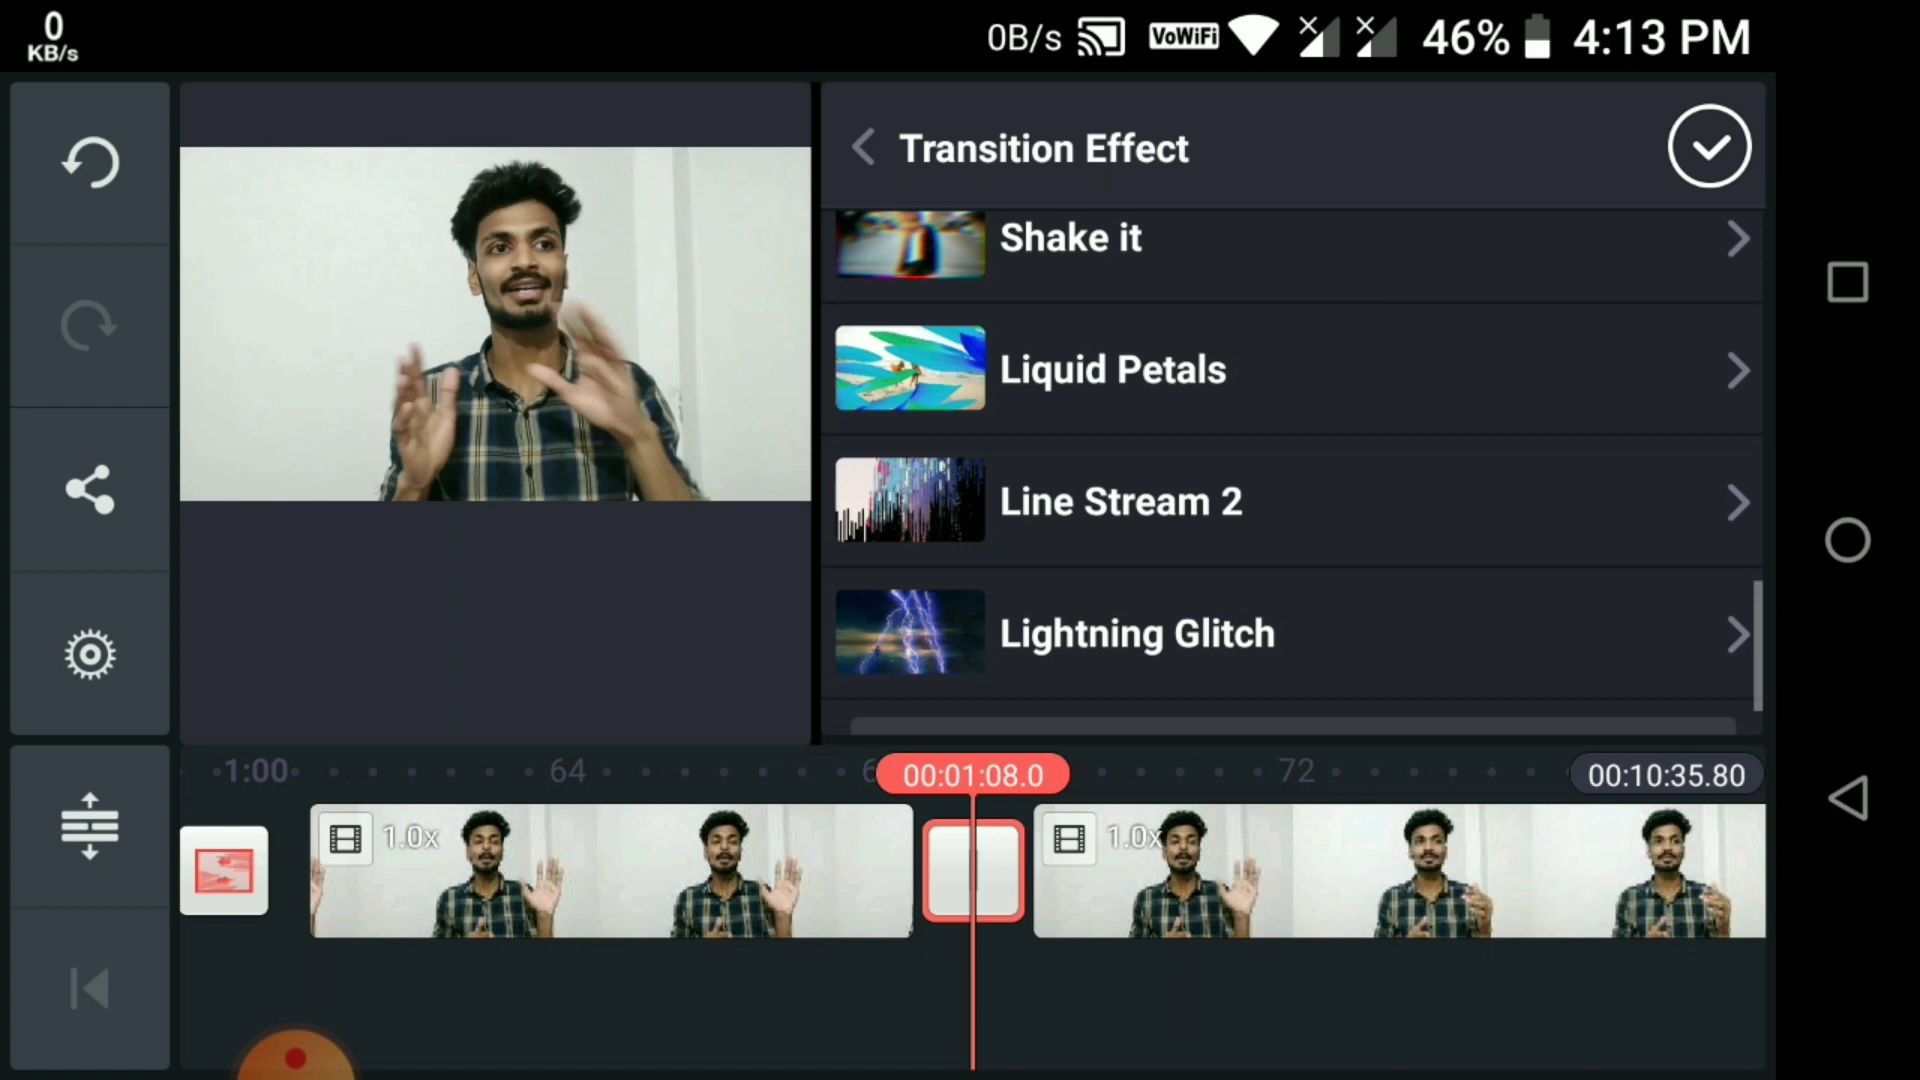 0
KB/s
0B/s VoWiFi 46% 4:13 PM
Transition Effect
Shake it
Liquid Petals
Line Stream 2
Lightning Glitch
1:00 64 00:01:08.0 72 00:10:35.80
1.0x 1.0x